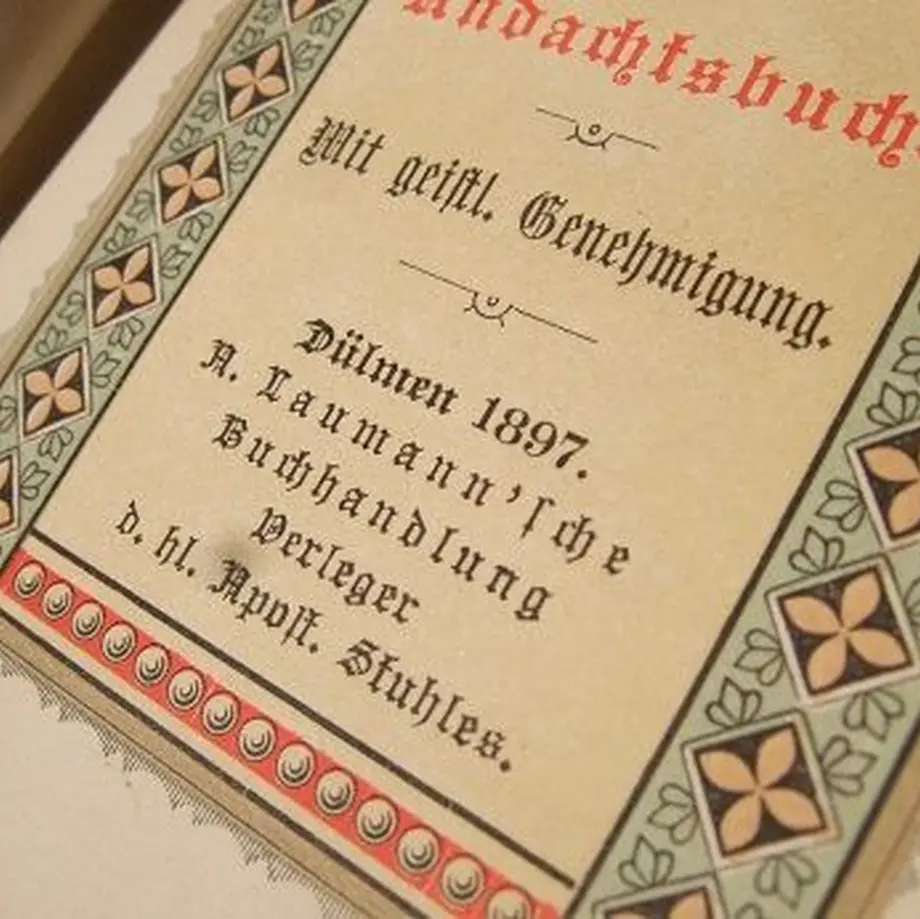 Andachtsbuch
Mit geistl. Genehmigung.
Dülmen 1897.
A. Laumann'sche
Buchhandlung
Verleger
d. hl. Apost. Stuhles.